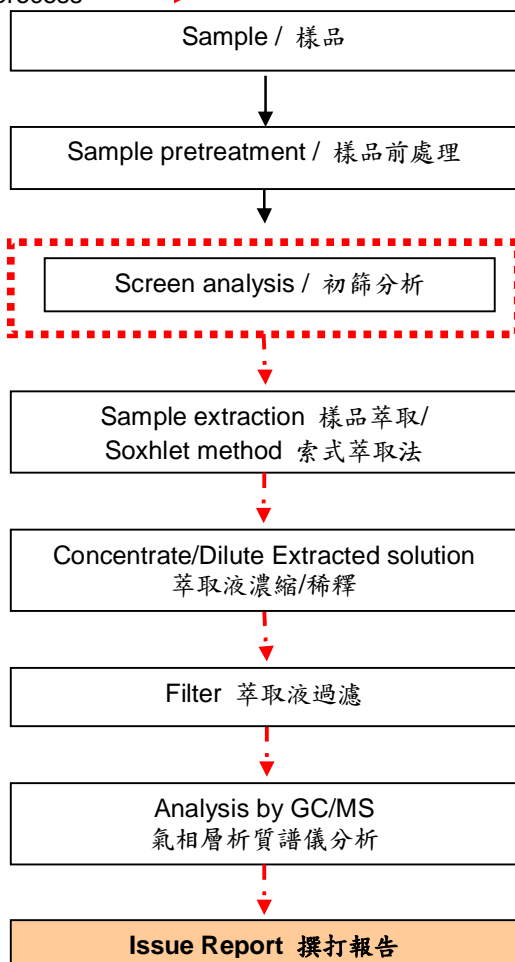 Sample / 樣品
Sample pretreatment / 樣品前處理
Screen analysis / 初篩分析
Sample extraction 樣品萃取/
Soxhlet method 索式萃取法
Concentrate/Dilute Extracted solution
萃取液濃縮/稀釋
Filter 萃取液過濾
Analysis by GC/MS
氣相層析質譜儀分析
Issue Report 撰打報告